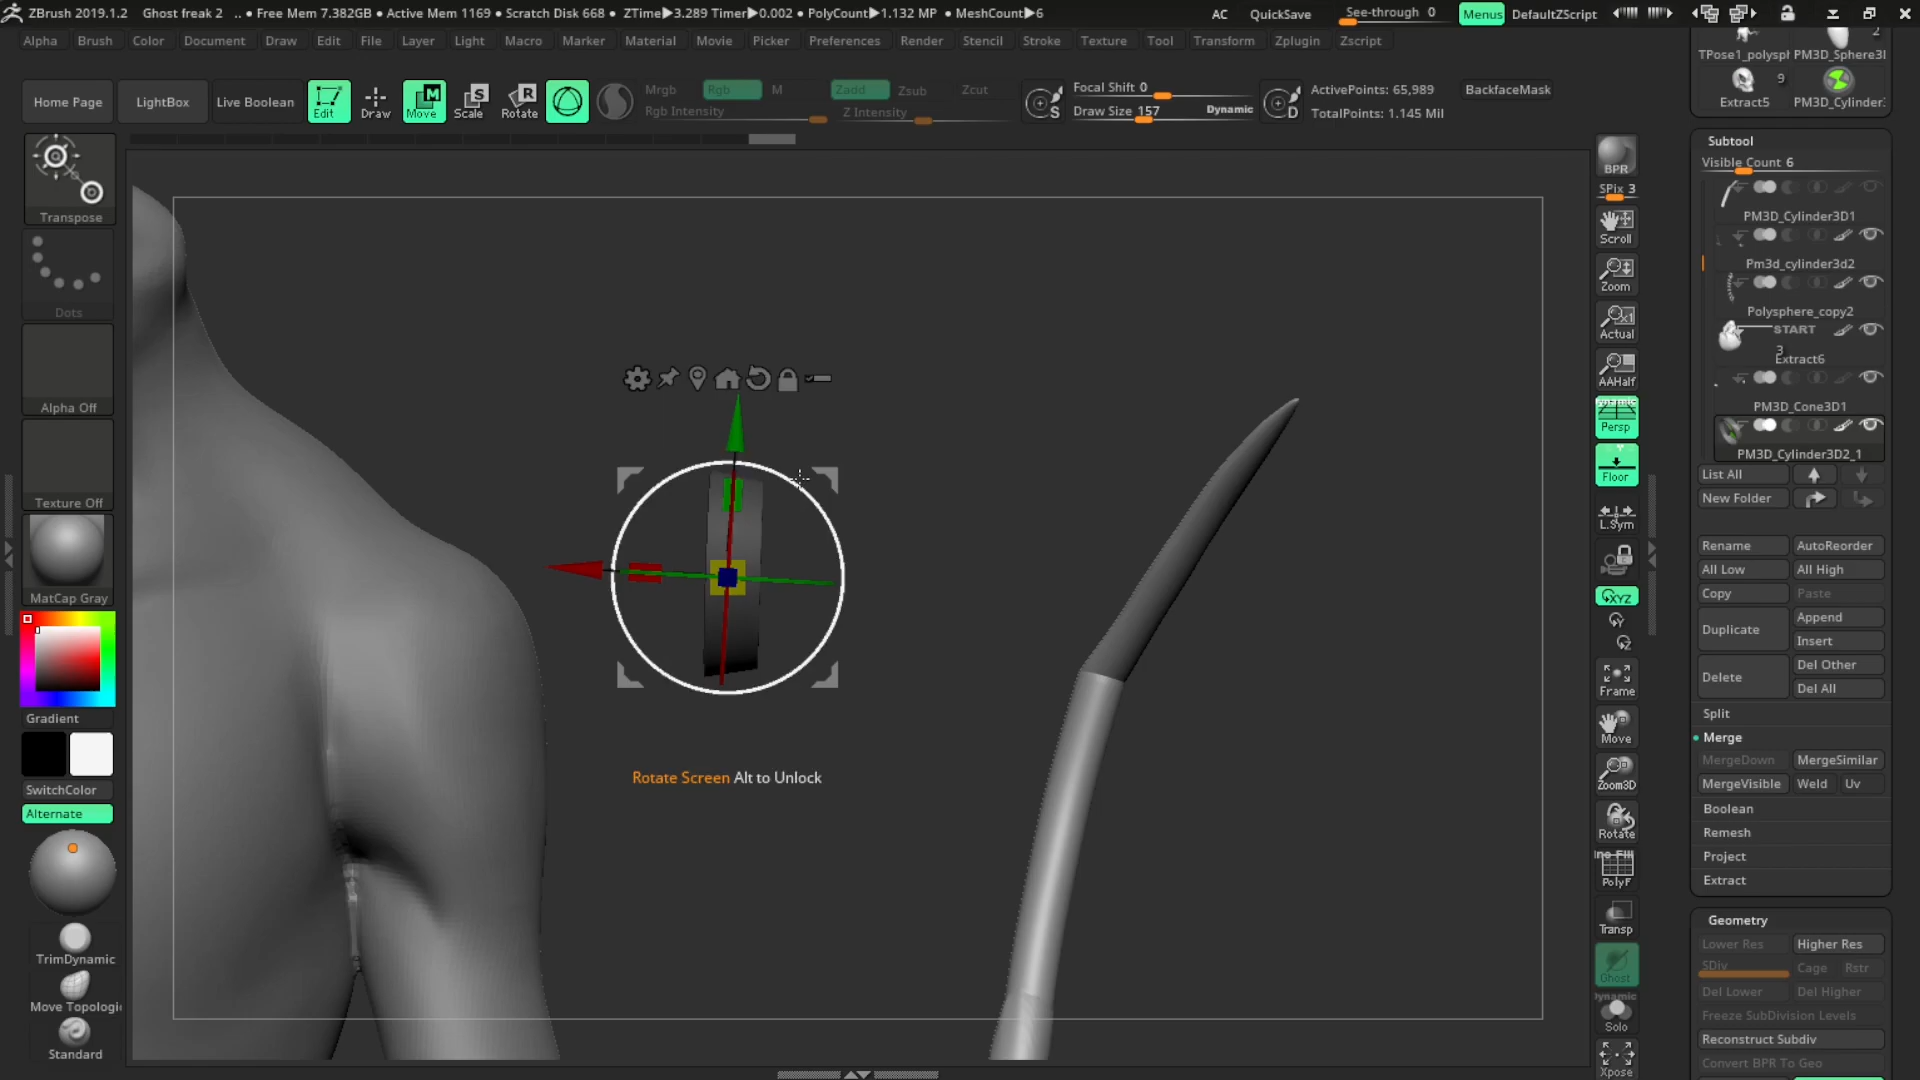 ZBrush 2019.1.2 Ghost freak 2 .. • Free Mem 7.382GB • Active Mem 1169 • Scratch Disk 668 • ZTime▶3.289 Timer▶0.002 • PolyCount▶1.132 MP • MeshCount▶6 AC QuickSave See-through 0 Menus DefaultZScript
Alpha Brush Color Document Draw Edit File Layer Light Macro Marker Material Movie Picker Preferences Render Stencil Stroke Texture Tool Transform Zplugin Zscript
Home Page LightBox Live Boolean Edit Draw Move Scale Rotate
Mrgb Rgb M Zadd Zsub Zcut
Rgb Intensity Z Intensity
Focal Shift 0
Draw Size 157 Dynamic
ActivePoints: 65,989
TotalPoints: 1.145 Mil
BackfaceMask
Transpose
Dots
Alpha Off
Texture Off
MatCap Gray
Gradient
SwitchColor
Alternate
TrimDynamic
Move Topologi
Standard
Rotate Screen Alt to Unlock
BPR
SPix 3
Scroll
Zoom
Actual
AAHalf
Persp
Floor
L.Sym
XYZ
Y
Z
Frame
Move
Zoom3D
Rotate
PolyF
Transp
Ghost
Dynamic
Solo
Xpose
2
TPose1_polysph PM3D_Sphere3I
9
Extract5 PM3D_Cylinder
Subtool
Visible Count 6
PM3D_Cylinder3D1
Pm3d_cylinder3d2
Polysphere_copy2
START
3
Extract6
PM3D_Cone3D1
PM3D_Cylinder3D2_1
List All
New Folder
Rename AutoReorder
All Low All High
Copy Paste
Duplicate Append
Insert
Delete Del Other
Del All
Split
Merge
MergeDown MergeSimilar
MergeVisible Weld Uv
Boolean
Remesh
Project
Extract
Geometry
Lower Res Higher Res
SDiv Cage Rstr
Del Lower Del Higher
Freeze SubDivision Levels
Reconstruct Subdiv
Convert BPR To Geo